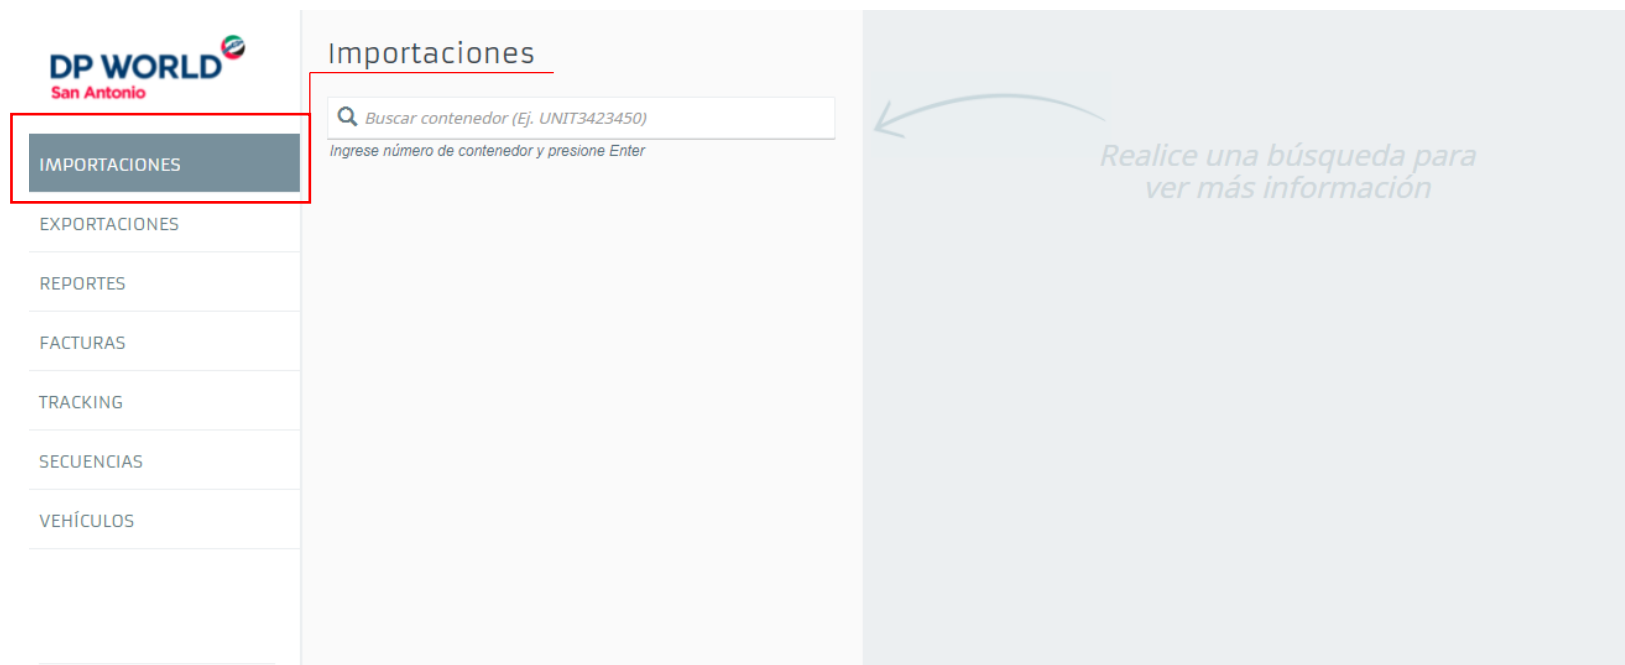 DP WORLD
San Antonio
IMPORTACIONES
EXPORTACIONES
REPORTES
FACTURAS
TRACKING
SECUENCIAS
VEHÍCULOS
Importaciones
Buscar contenedor (Ej. UNIT3423450)
Ingrese número de contenedor y presione Enter
Realice una búsqueda para
ver más información